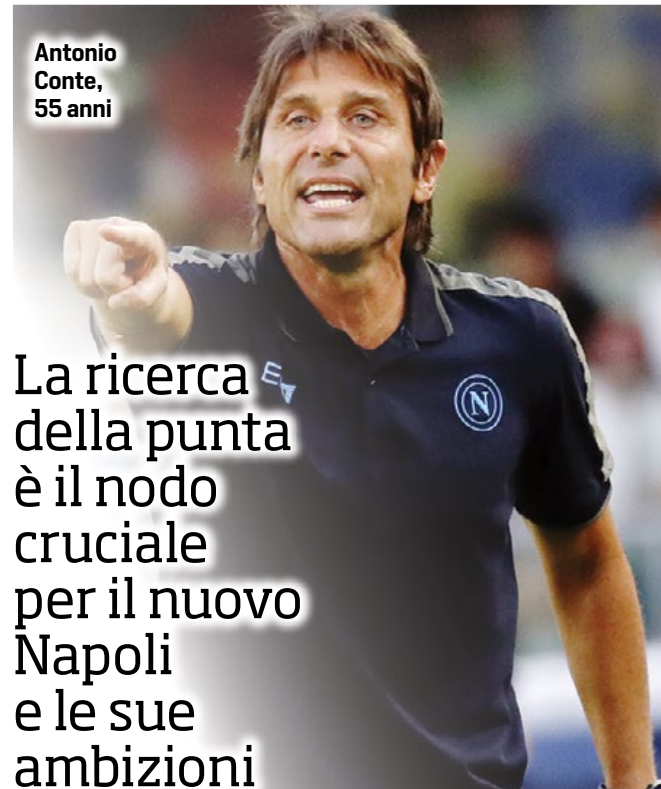 Antonio
Conte,
55 anni
La ricerca
della punta
è il nodo
cruciale
per il nuovo
Napoli
e le sue
ambizioni
N